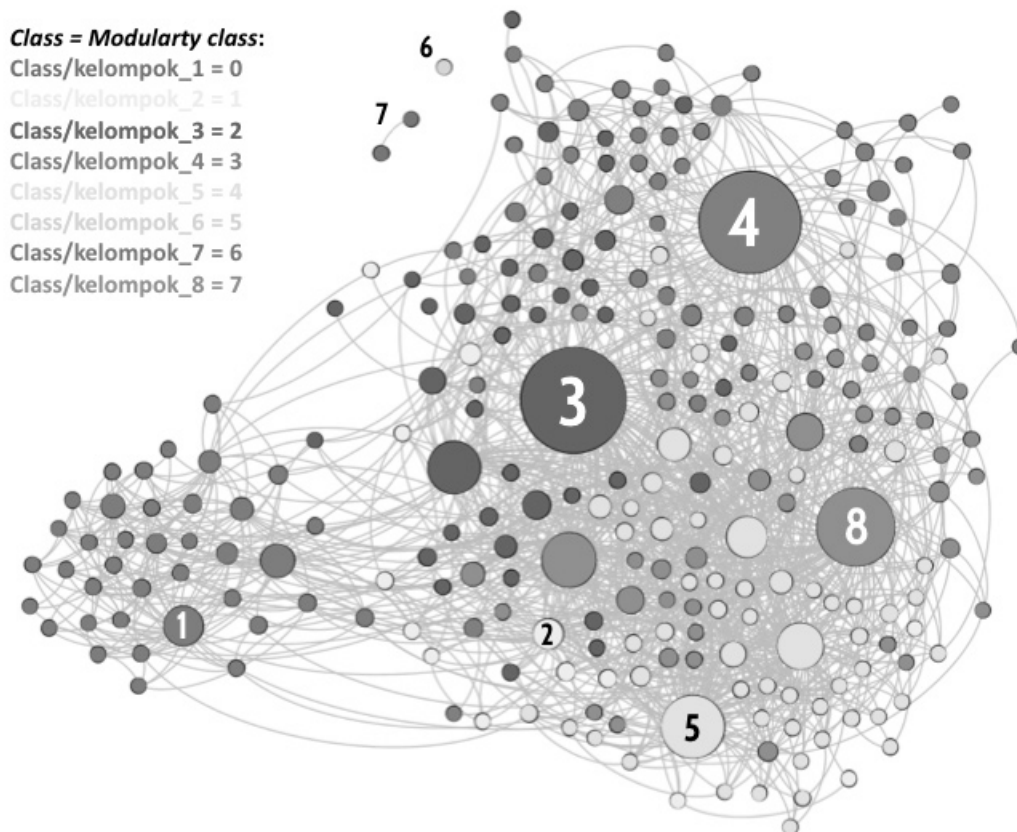 Class = Modularty class:
Class/kelompok_1 = 0
Class/kelompok_2 = 1
Class/kelompok_3 = 2
Class/kelompok_4 = 3
Class/kelompok_5 = 4
Class/kelompok_6 = 5
Class/kelompok_7 = 6
Class/kelompok_8 = 7
6
7
4
3
8
1
2
5